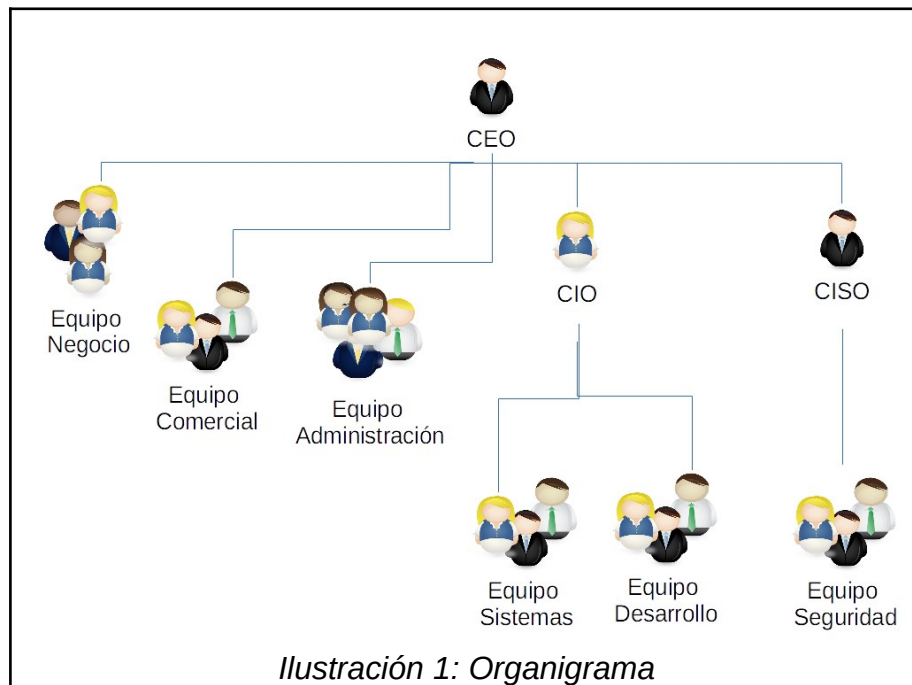 CEO
CIO
CISO
Equipo
Negocio
Equipo
Comercial
Equipo
Administración
Equipo
Sistemas
Equipo
Desarrollo
Equipo
Seguridad
Ilustración 1: Organigrama